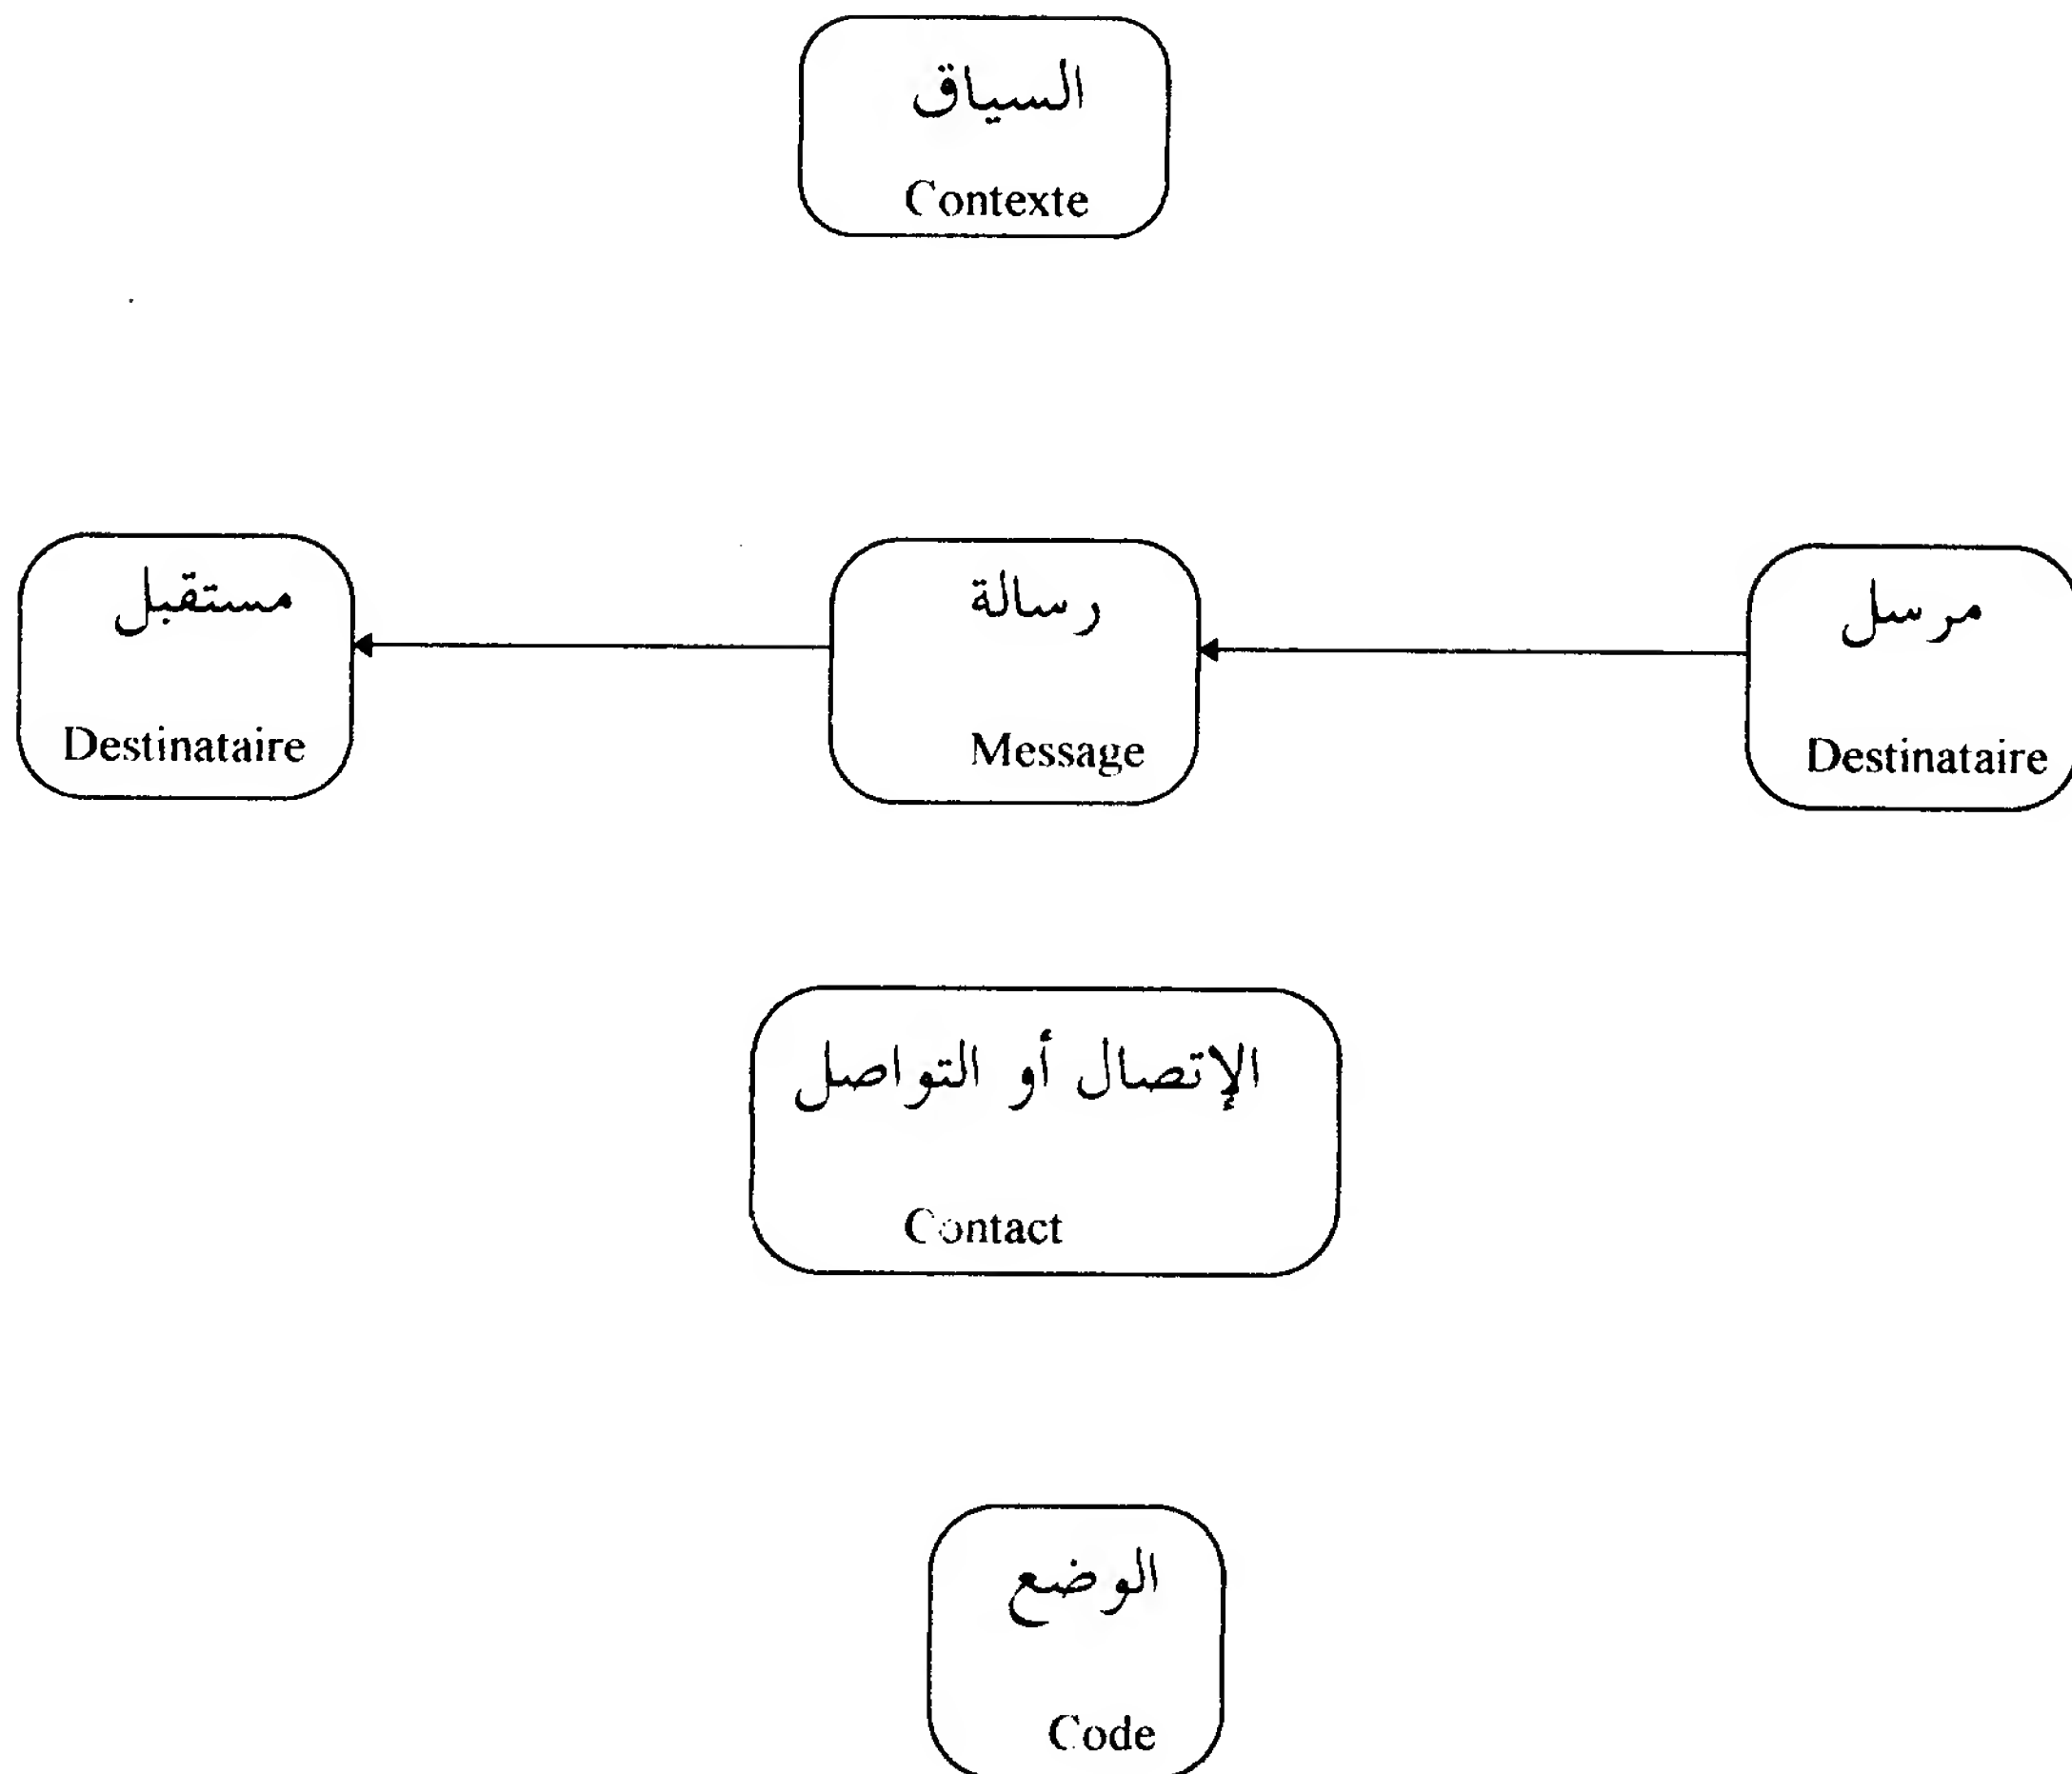 السياق
Contexte
مرسل
Destinataire
رسالة
Message
مستقبل
Destinataire
الإتصال أو التواصل
Contact
الوضع
Code